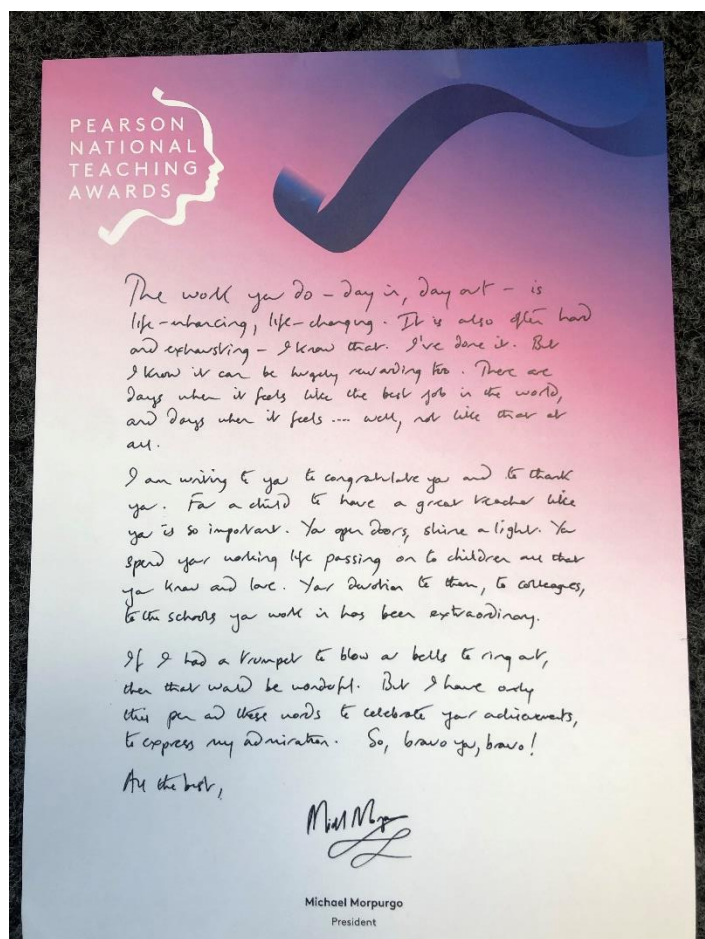 PEARSON
NATIONAL
TEACHING
AWARDS
The work you do – day in, day out – is
life-enhancing, life-changing. It is also often hard
and exhausting – I know that. I've done it. But
I know it can be hugely rewarding too. There are
days when it feels like the best job in the world,
and days when it feels .... well, not like that at
all.
I am writing to you to congratulate you and to thank
you. For a child to have a great teacher like
you is so important. You open doors, shine a light. You
spend your working life passing on to children all that
you know and love. Your devotion to them, to colleagues,
to the schools you work in has been extraordinary.
If I had a trumpet to blow or bells to ring out,
then that would be wonderful. But I have only
this pen and these words to celebrate your achievements,
to express my admiration. So, bravo you, bravo!
All the best,
Michael Morpurgo
Michael Morpurgo
President